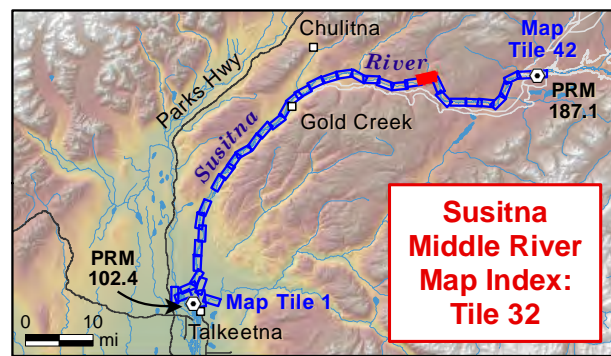 Chulitna
Map
Tile 42
Parks Hwy
River
PRM
187.1
Gold Creek
Susitna
PRM
102.4
Map Tile 1
Talkeetna
0 10
mi
Susitna
Middle River
Map Index:
Tile 32